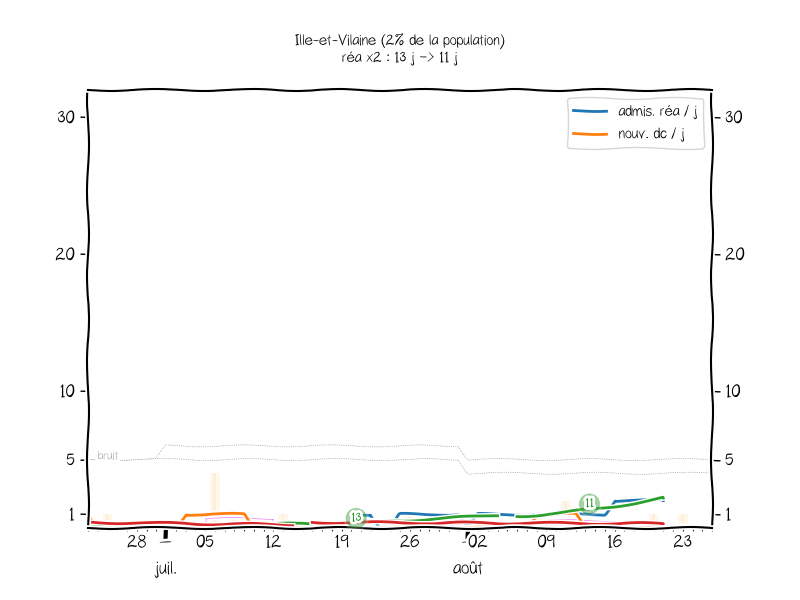 Ille-et-Vilaine (2% de la population)
réa x2 : 13 j -> 11 j
admis. réa / j
nouv. dc / j
30 30
20 20
10 10
5 bruit 5
1 13 11 1
28 05 12 19 26 02 09 16 23
juil. août